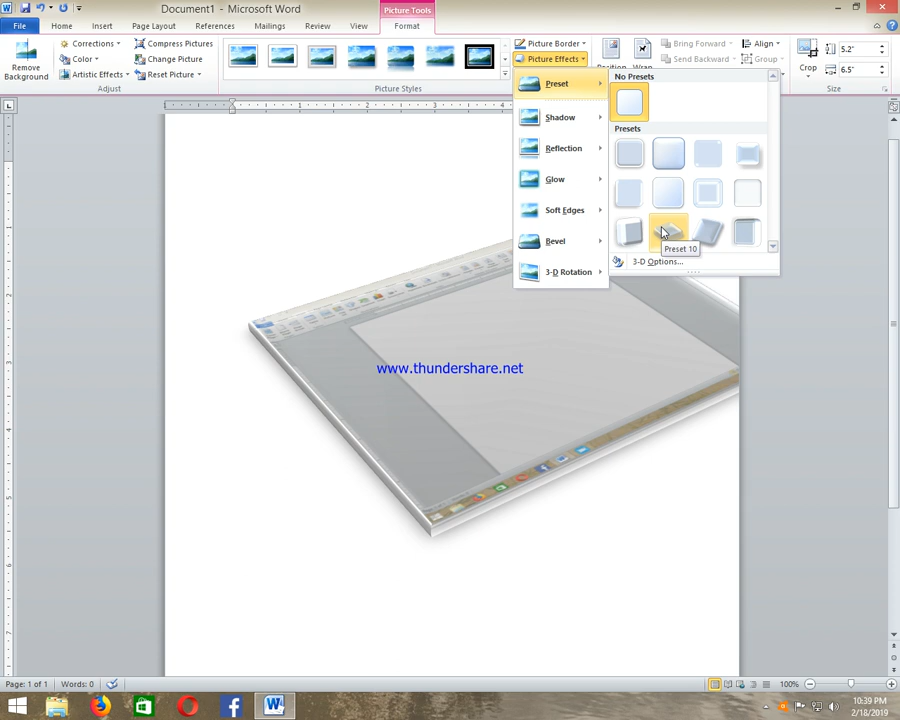 Document1 - Microsoft Word
Picture Tools
File
Home
Insert
Page Layout
References
Mailings
Review
View
Format
Remove
Background
Corrections
Color
Artistic Effects
Compress Pictures
Change Picture
Reset Picture
Adjust
Picture Styles
Picture Border
Picture Effects
Position
Wrap
Bring Forward
Send Backward
Align
Group
Crop
5.2"
6.5"
Size
Preset
Shadow
Reflection
Glow
Soft Edges
Bevel
3-D Rotation
No Presets
Presets
Preset 10
3-D Options...
www.thundershare.net
Page: 1 of 1
Words: 0
100%
10:39 PM
2/18/2019